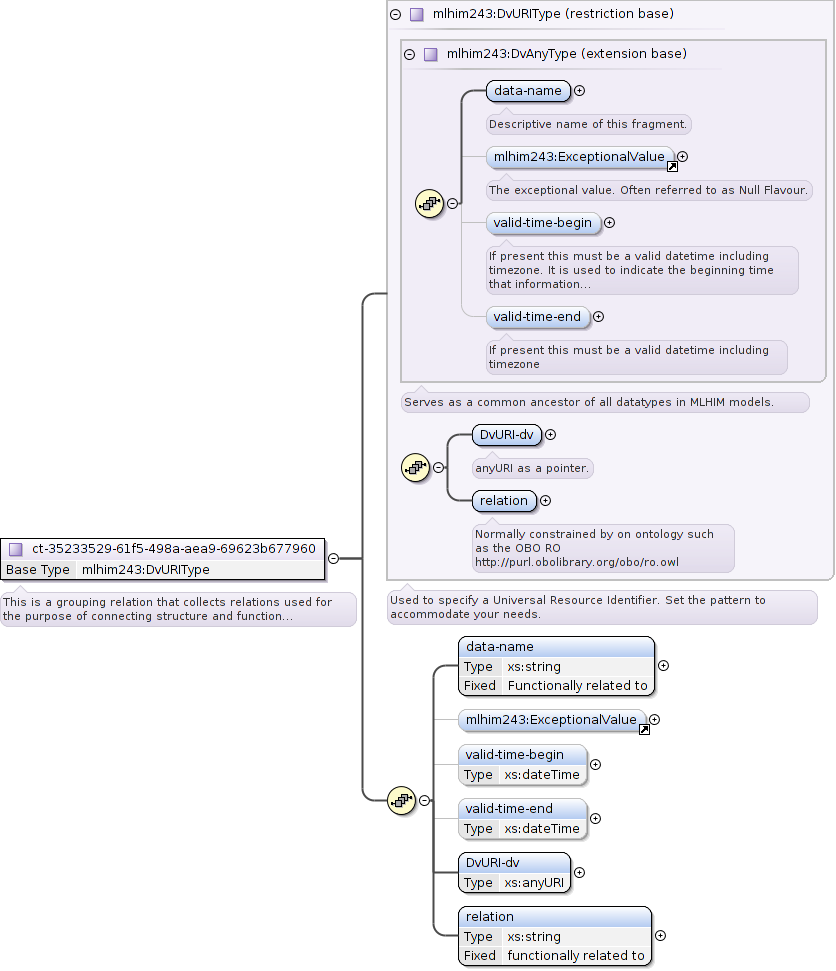 mlhim243:DvURIType (restriction base)
mlhim243:DvAnyType (extension base)
data-name
Descriptive name of this fragment.
mlhim243:ExceptionalValue
The exceptional value. Often referred to as Null Flavour.
valid-time-begin
If present this must be a valid datetime including
timezone. It is used to indicate the beginning time
that information...
valid-time-end
If present this must be a valid datetime including
timezone
Serves as a common ancestor of all datatypes in MLHIM models.
DvURI-dv
anyURI as a pointer.
relation
Normally constrained by on ontology such
as the OBO RO
http://purl.obolibrary.org/obo/ro.owl
Used to specify a Universal Resource Identifier. Set the pattern to
accommodate your needs.
ct-35233529-61f5-498a-aea9-69623b677960
Base Type mlhim243:DvURIType
This is a grouping relation that collects relations used for
the purpose of connecting structure and function...
data-name
Type xs:string
Fixed Functionally related to
mlhim243:ExceptionalValue
valid-time-begin
Type xs:dateTime
valid-time-end
Type xs:dateTime
DvURI-dv
Type xs:anyURI
relation
Type xs:string
Fixed functionally related to